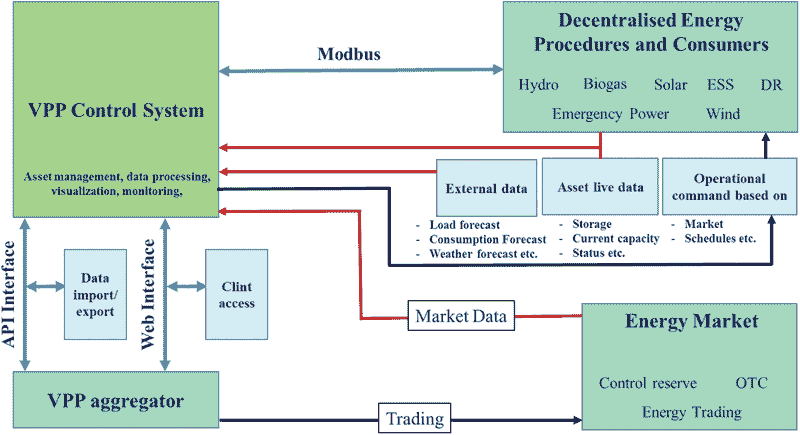 Decentralised Energy
Procedures and Consumers
Hydro Biogas Solar ESS DR
Emergency Power Wind
Modbus
VPP Control System
Asset management, data processing,
visualization, monitoring,
External data
- Load forecast
- Consumption Forecast
- Weather forecast etc.
Asset live data
- Storage
- Current capacity
- Status etc.
Operational
command based on
- Market
- Schedules etc.
API Interface
Data
import/
export
Web Interface
Clint
access
Market Data
Energy Market
Control reserve OTC
Energy Trading
VPP aggregator
Trading